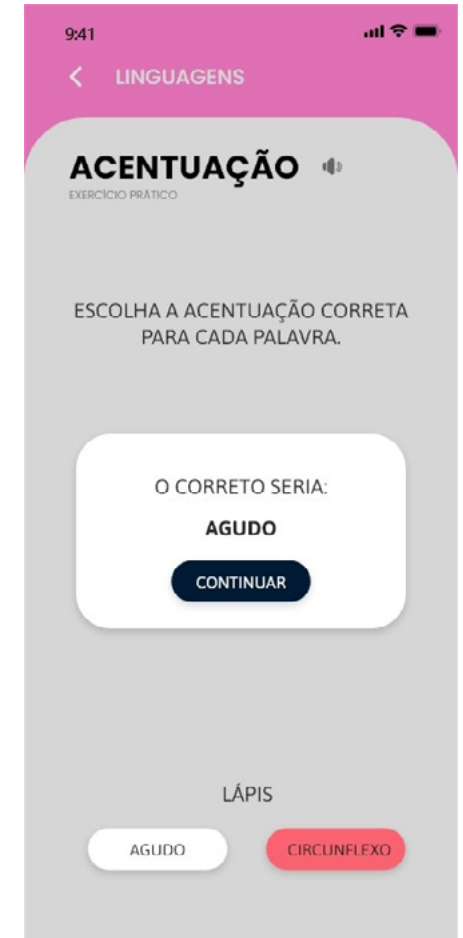 9:41
LINGUAGENS
ACENTUAÇÃO
EXERCÍCIO PRÁTICO
ESCOLHA A ACENTUAÇÃO CORRETA
PARA CADA PALAVRA.
O CORRETO SERIA:
AGUDO
CONTINUAR
LÁPIS
AGUDO CIRCUNFLEXO